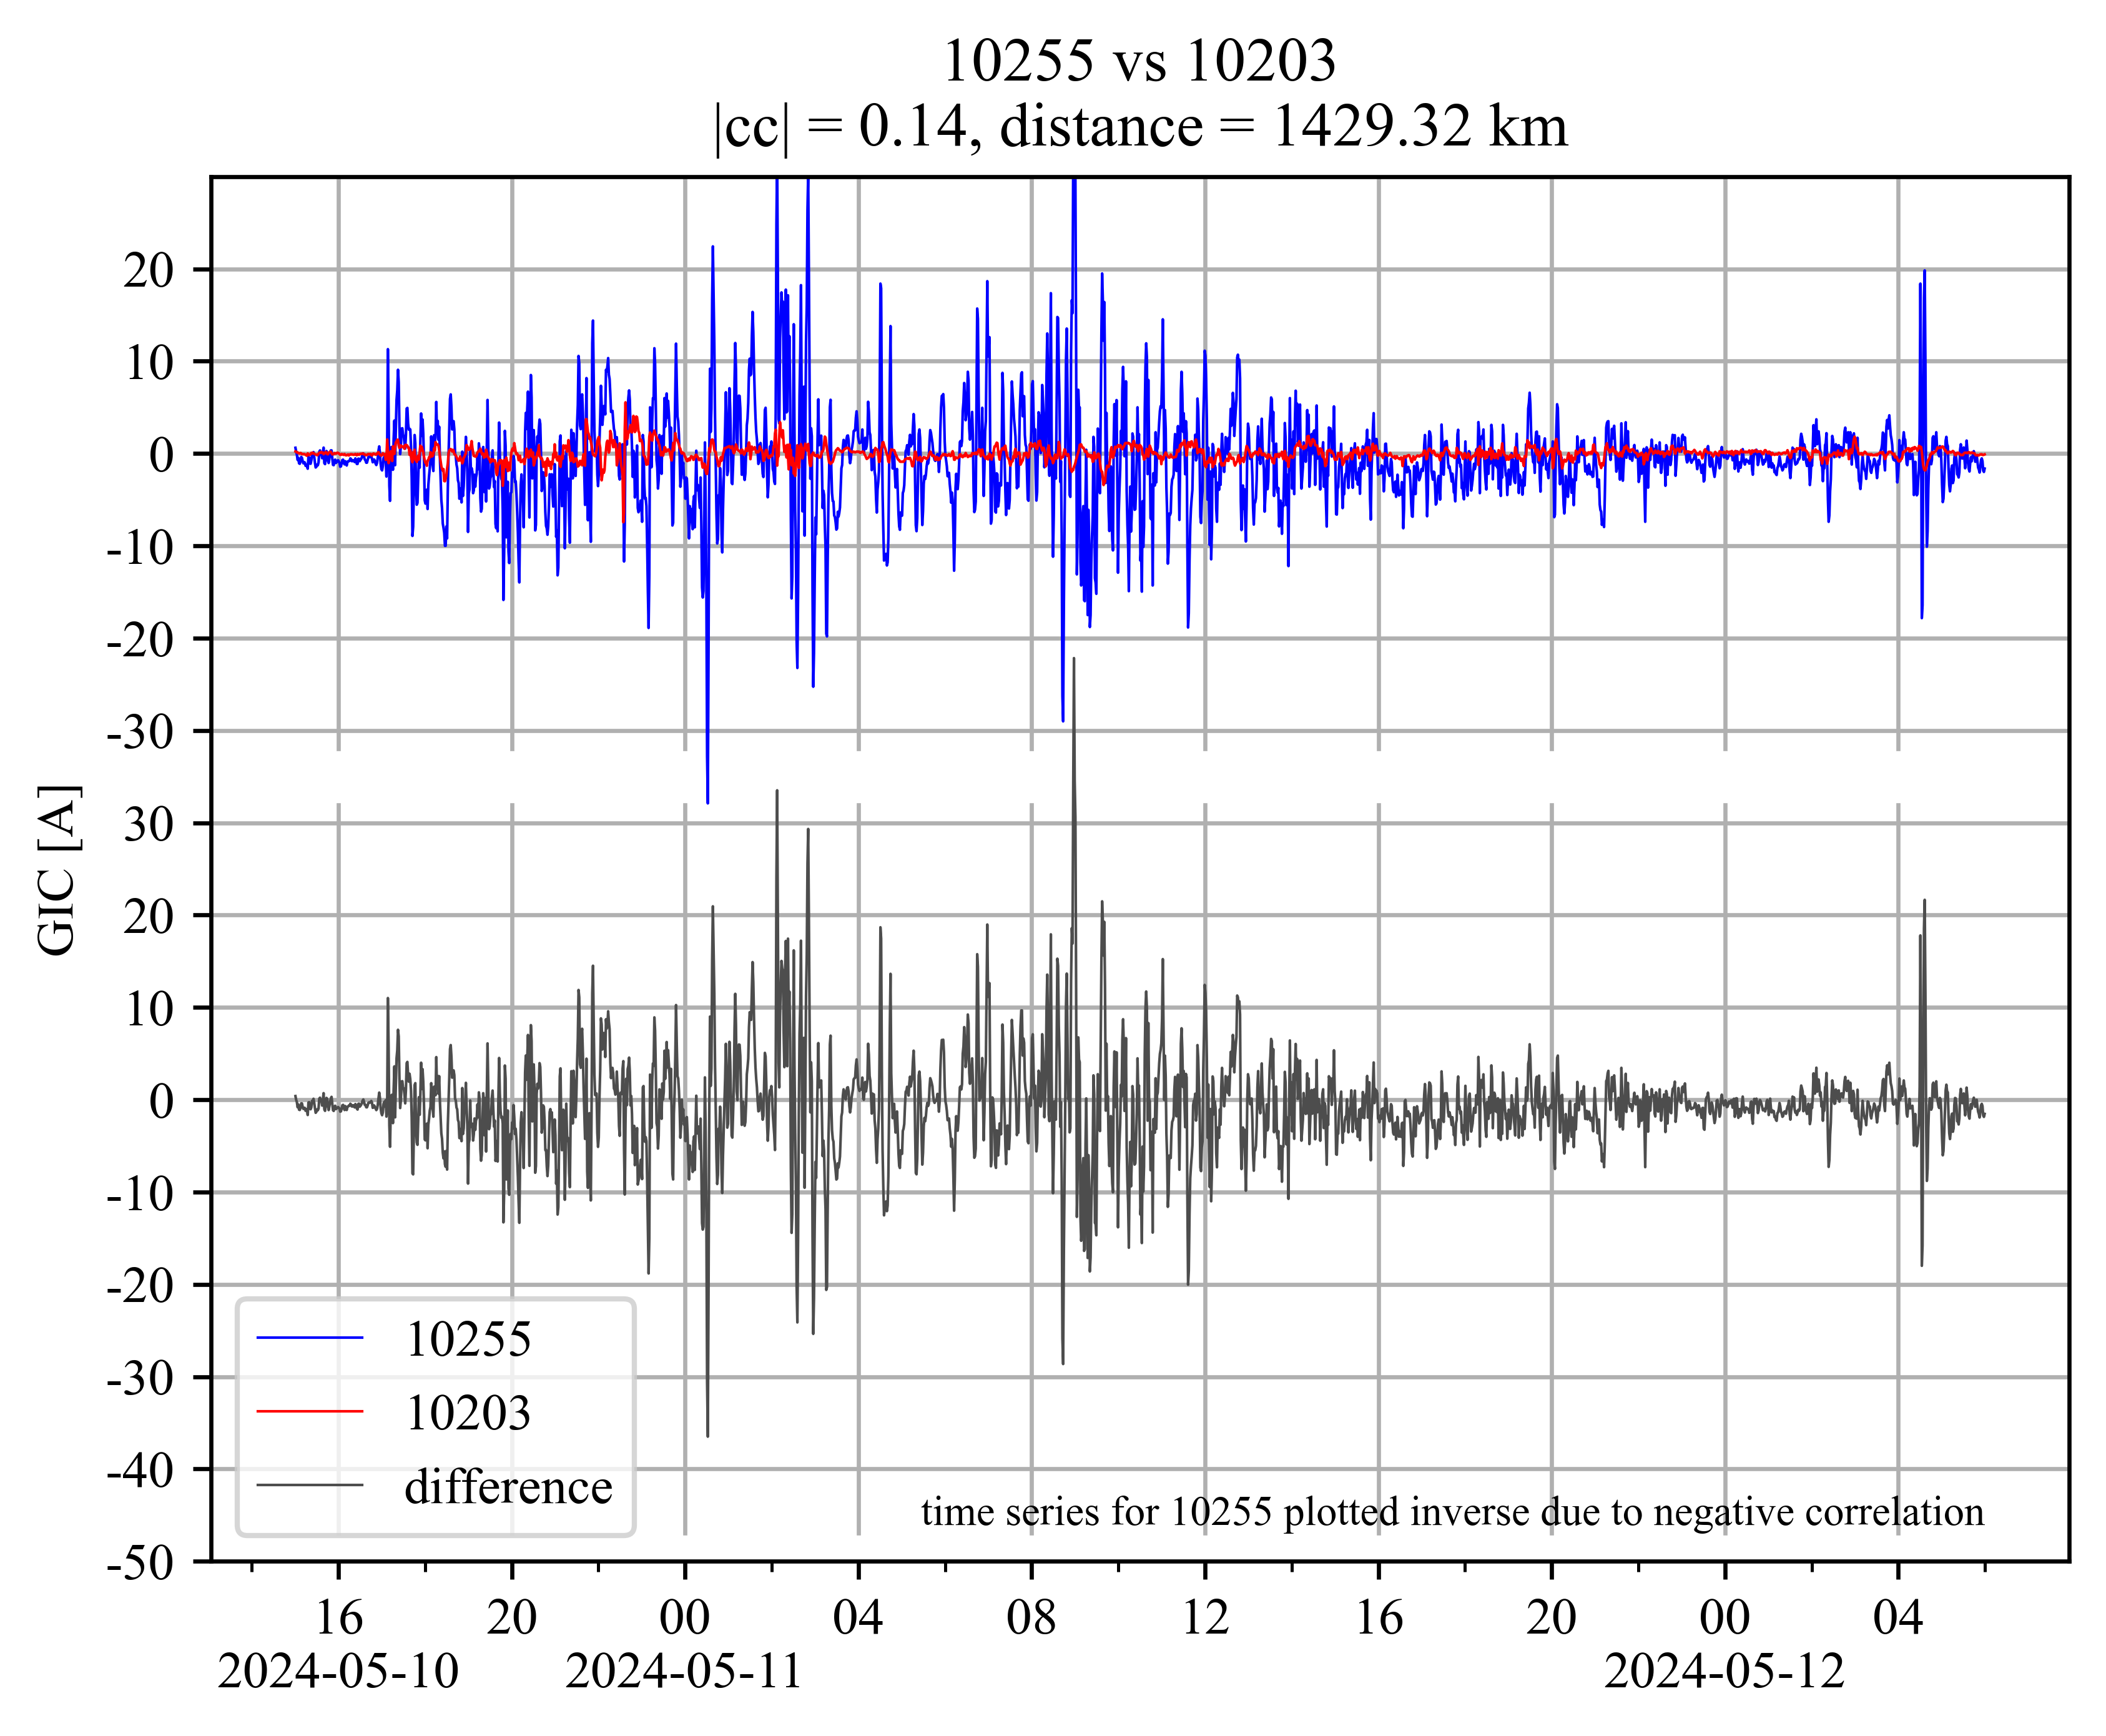 10255 vs 10203
|cc| = 0.14, distance = 1429.32 km
GIC [A]
20
10
0
-10
-20
-30
30
20
10
0
-10
-20
-30
-40
-50
10255
10203
difference
time series for 10255 plotted inverse due to negative correlation
16 20 00 04 08 12 16 20 00 04
2024-05-10 2024-05-11 2024-05-12